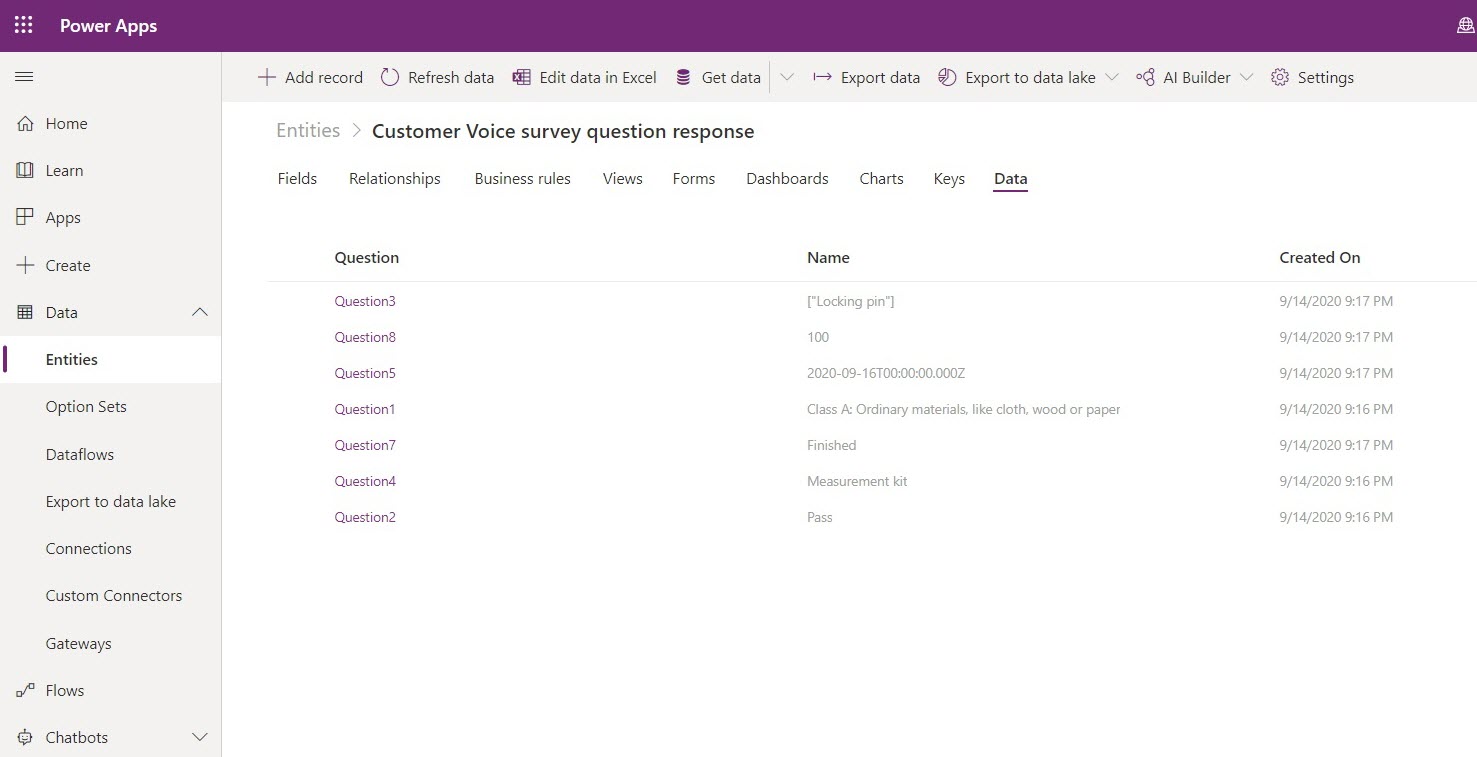 Power Apps
Add record Refresh data Edit data in Excel Get data Export data Export to data lake AI Builder Settings
Home
Learn
Apps
Create
Data
Entities
Option Sets
Dataflows
Export to data lake
Connections
Custom Connectors
Gateways
Flows
Chatbots
Entities > Customer Voice survey question response
Fields Relationships Business rules Views Forms Dashboards Charts Keys Data
Question Name Created On
Question3 ["Locking pin"] 9/14/2020 9:17 PM
Question8 100 9/14/2020 9:17 PM
Question5 2020-09-16T00:00:00.000Z 9/14/2020 9:17 PM
Question1 Class A: Ordinary materials, like cloth, wood or paper 9/14/2020 9:16 PM
Question7 Finished 9/14/2020 9:17 PM
Question4 Measurement kit 9/14/2020 9:16 PM
Question2 Pass 9/14/2020 9:16 PM